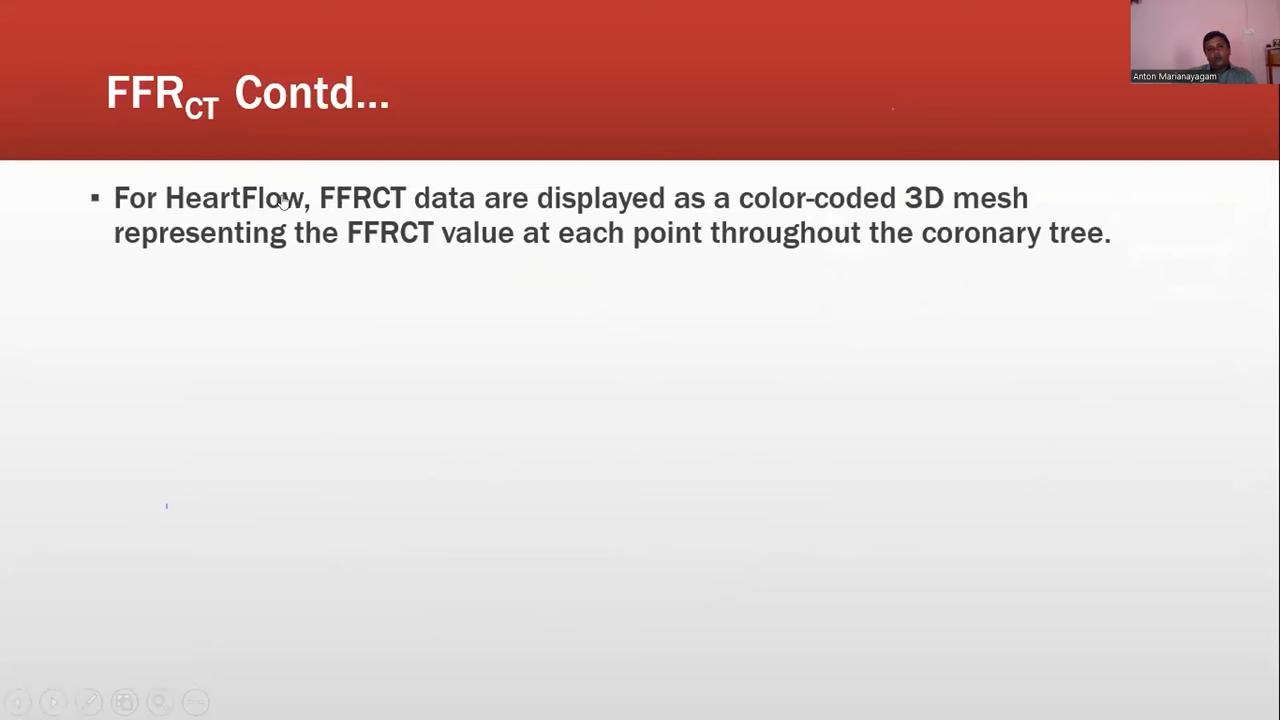 FFRCT Contd...
Anton Marianayagam
▪ For HeartFlow, FFRCT data are displayed as a color-coded 3D mesh
representing the FFRCT value at each point throughout the coronary tree.